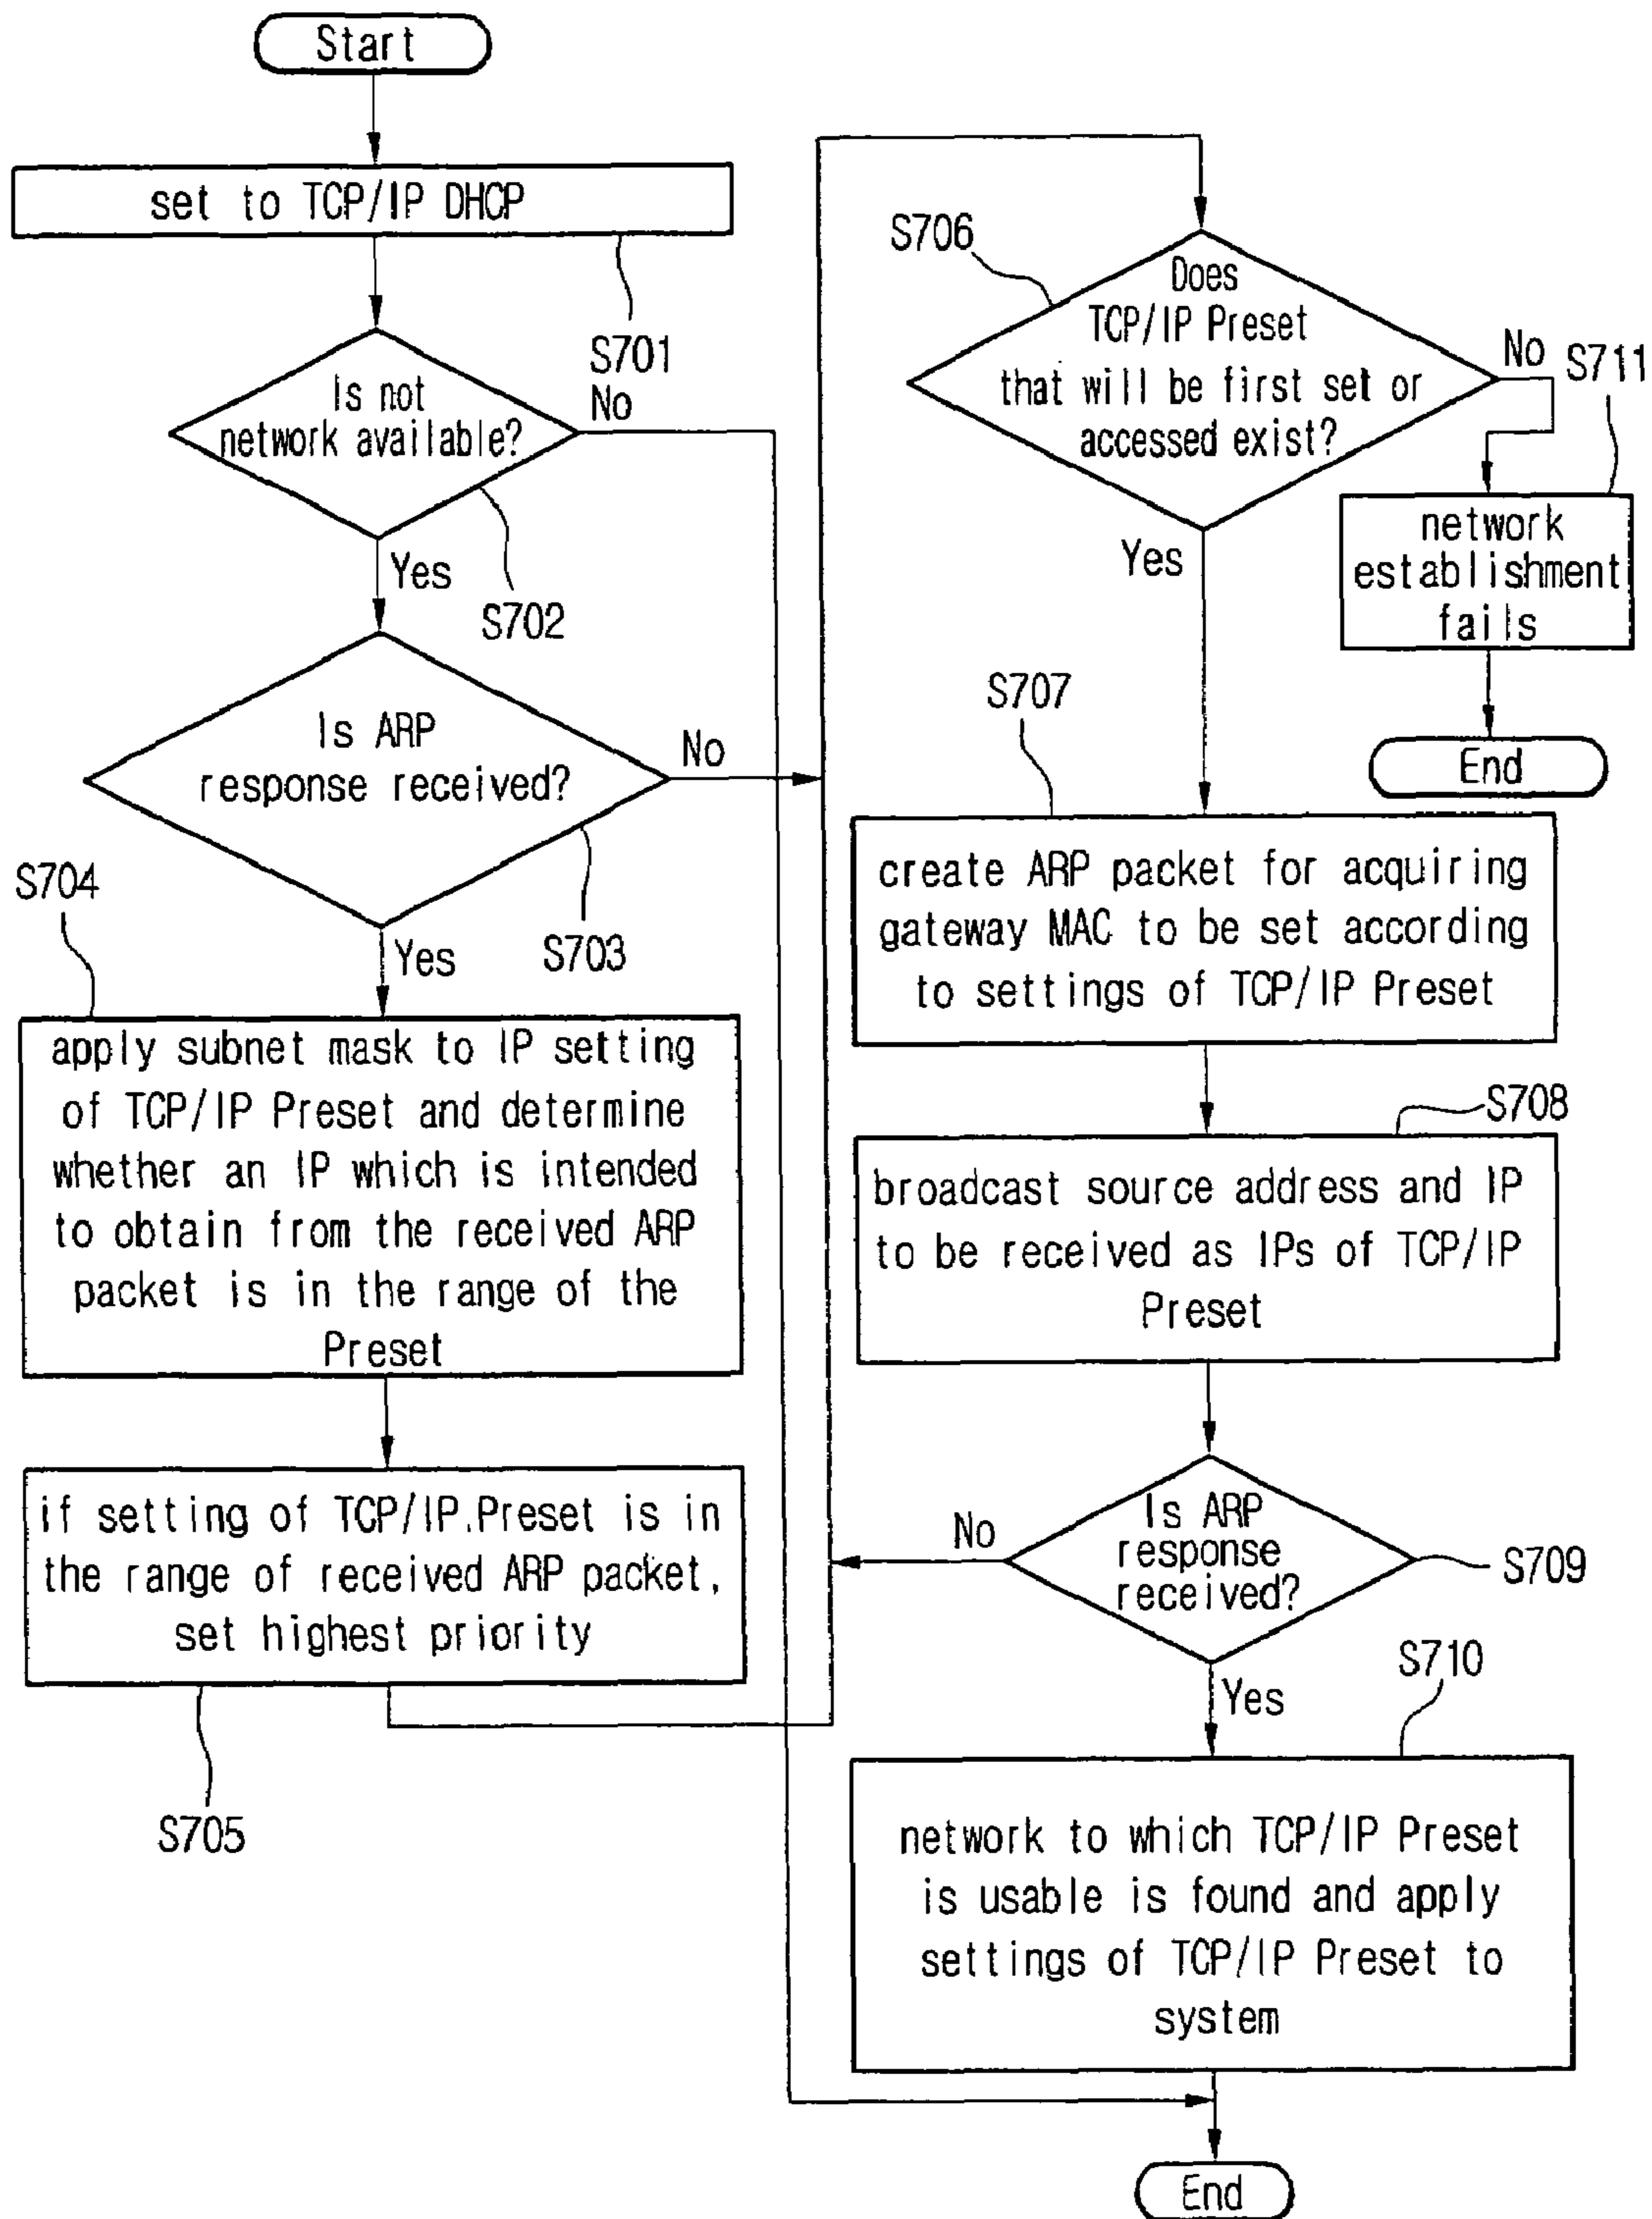 Start
set to TCP/IP DHCP
S701
Is not
network available?
No
Yes
S702
Is ARP
response received?
No
S703
Yes
S704
apply subnet mask to IP setting
of TCP/IP Preset and determine
whether an IP which is intended
to obtain from the received ARP
packet is in the range of the
Preset
if setting of TCP/IP.Preset is in
the range of received ARP packet,
set highest priority
S705
S706
Does
TCP/IP Preset
that will be first set or
accessed exist?
No
S711
Yes
network
establishment
fails
End
S707
create ARP packet for acquiring
gateway MAC to be set according
to settings of TCP/IP Preset
S708
broadcast source address and IP
to be received as IPs of TCP/IP
Preset
Is ARP
response
received?
No
S709
Yes
S710
network to which TCP/IP Preset
is usable is found and apply
settings of TCP/IP Preset to
system
End